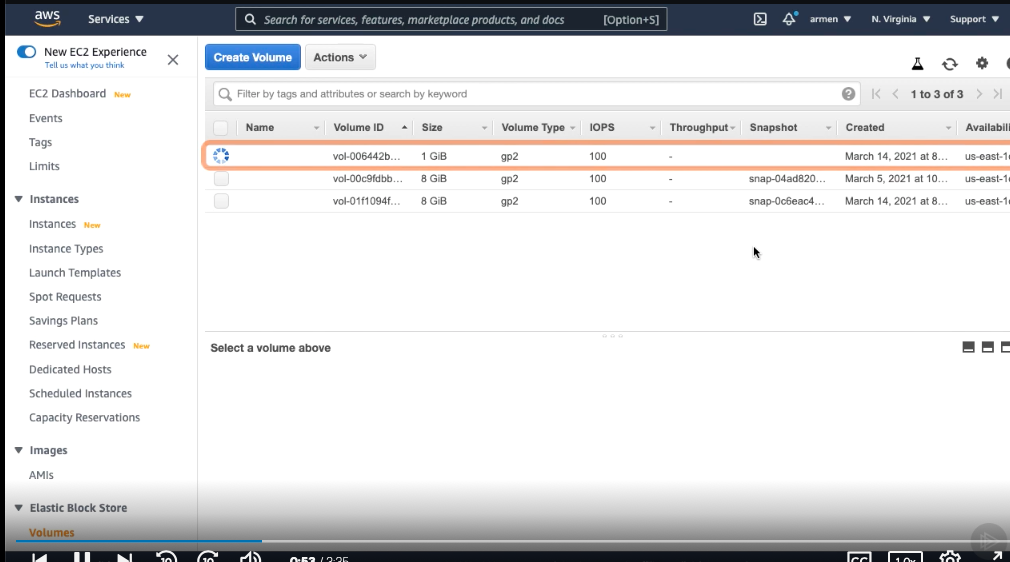 aws Services Search for services, features, marketplace products, and docs [Option+S] armen N. Virginia Support
New EC2 Experience
Tell us what you think
EC2 Dashboard New
Events
Tags
Limits
Instances
Instances New
Instance Types
Launch Templates
Spot Requests
Savings Plans
Reserved Instances New
Dedicated Hosts
Scheduled Instances
Capacity Reservations
Images
AMIs
Elastic Block Store
Volumes
Create Volume Actions
Filter by tags and attributes or search by keyword 1 to 3 of 3
Name Volume ID Size Volume Type IOPS Throughput Snapshot Created Availabili
vol-006442b... 1 GiB gp2 100 - March 14, 2021 at 8... us-east-1
vol-00c9fdbb... 8 GiB gp2 100 - snap-04ad820... March 5, 2021 at 10... us-east-1
vol-01f1094f... 8 GiB gp2 100 - snap-0c6eac4... March 14, 2021 at 8... us-east-1
Select a volume above
10 10 0:53 / 3:35 CC 1.0x